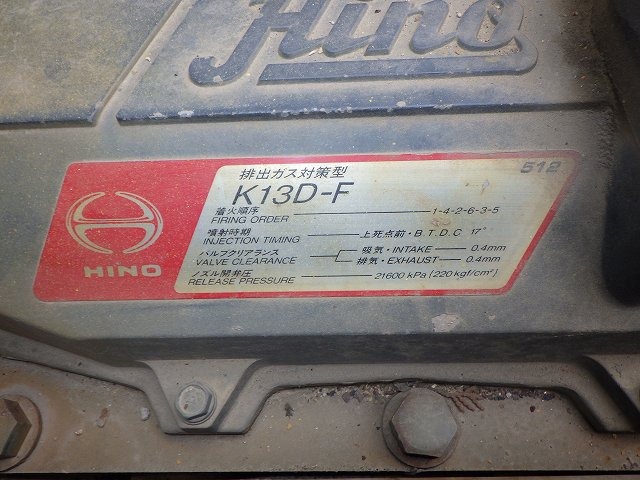 Hino
排出ガス対策型
512
K13D-F
着火順序 1-4-2-6-3-5
FIRING ORDER
噴射時期 上死点前・B.T.D.C 17°
INJECTION TIMING
バルブクリアランス 吸気・INTAKE 0.4mm
VALVE CLEARANCE 排気・EXHAUST 0.4mm
ノズル開弁圧 21600 kPa {220 kgf/cm²}
RELEASE PRESSURE
HINO